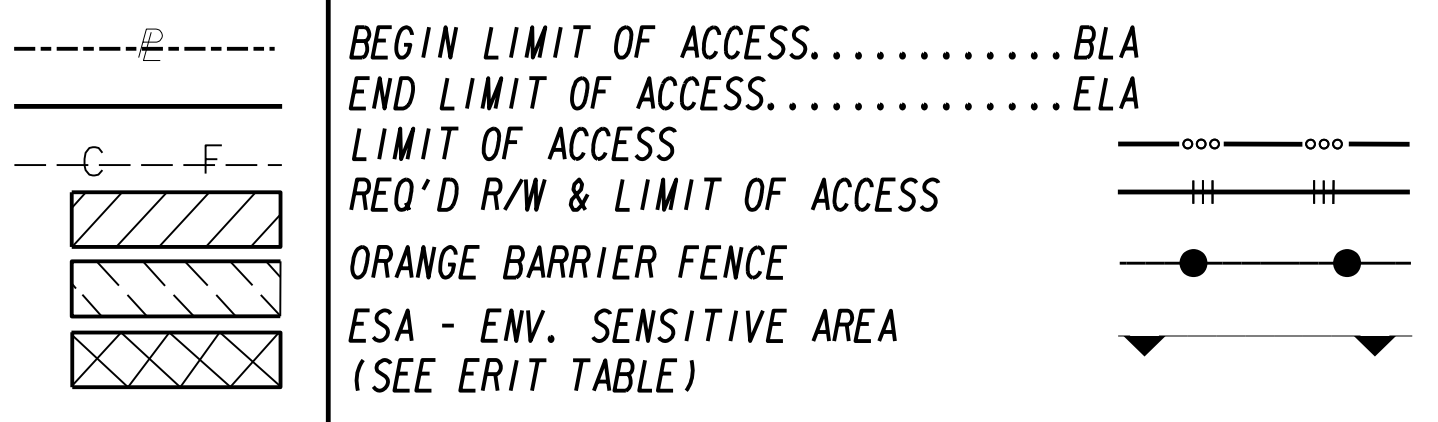 PL
C F
BEGIN LIMIT OF ACCESS............BLA
END LIMIT OF ACCESS..............ELA
LIMIT OF ACCESS
REQ'D R/W & LIMIT OF ACCESS
ORANGE BARRIER FENCE
ESA - ENV. SENSITIVE AREA
(SEE ERIT TABLE)